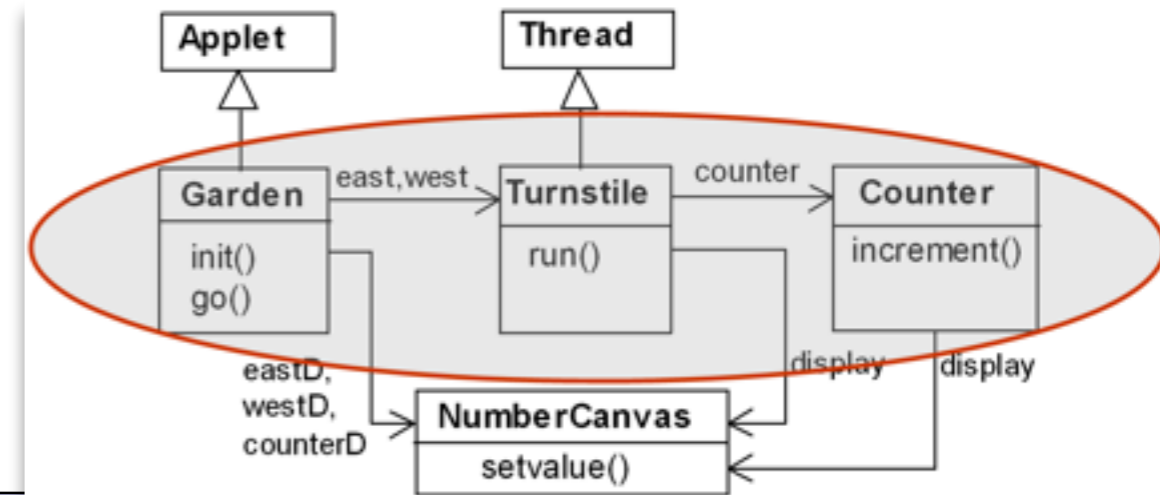 Applet
Thread
east,west
counter
Garden
Turnstile
Counter
init()
go()
run()
increment()
eastD,
westD,
counterD
display
display
NumberCanvas
setvalue()